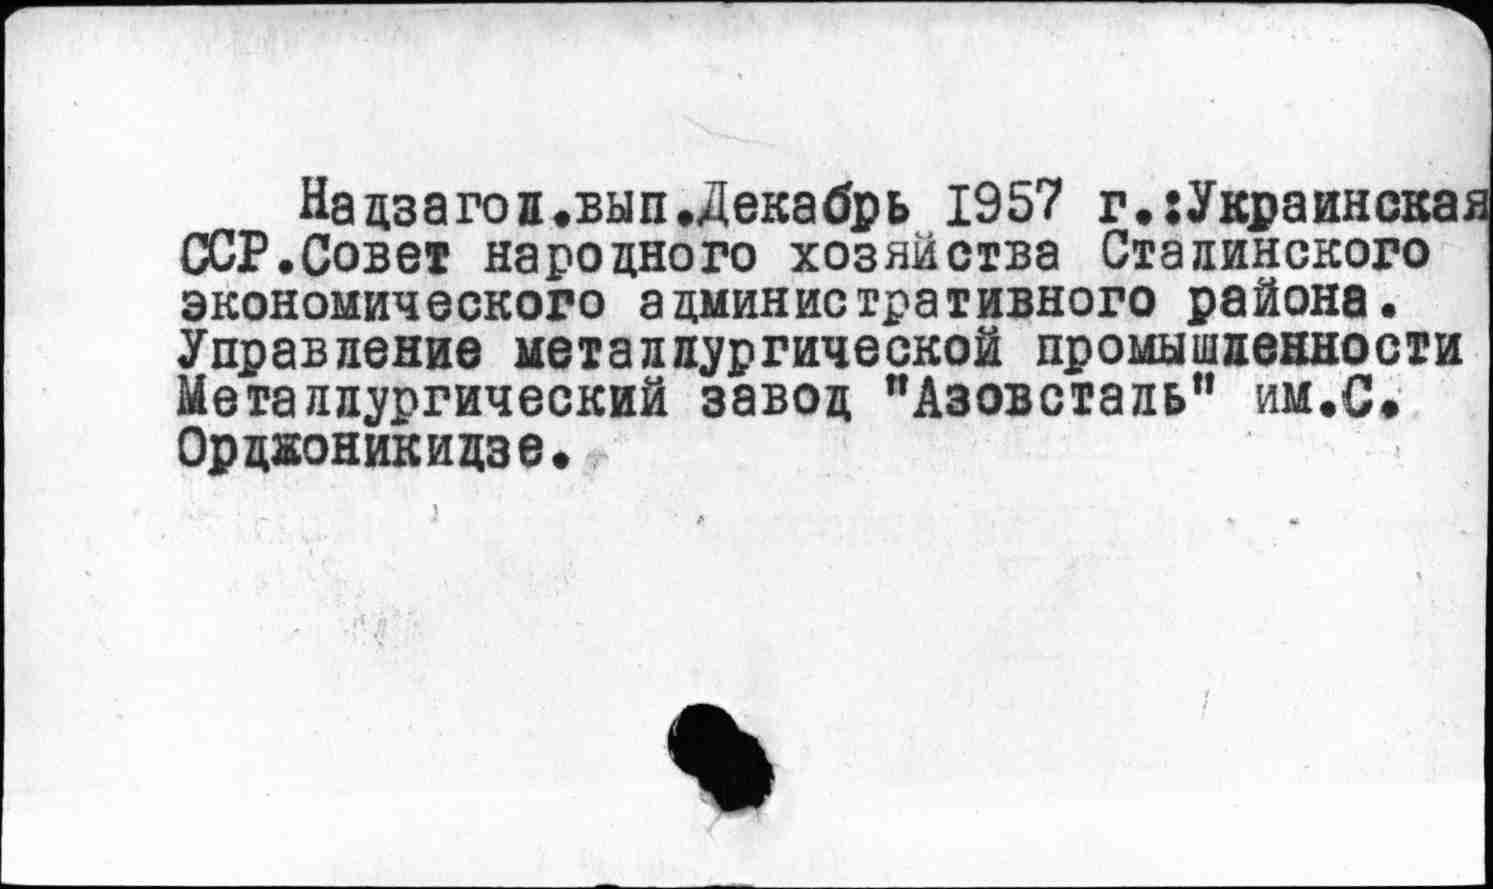 Надзагол.вып.Декабрь 1957 г.:Украинская
ССР.Совет народного хозяйства Сталинского
экономического административного района.
Управление металлургической промышленности
Металлургический завод "Азовсталь" им.С.
Орджоникидзе.